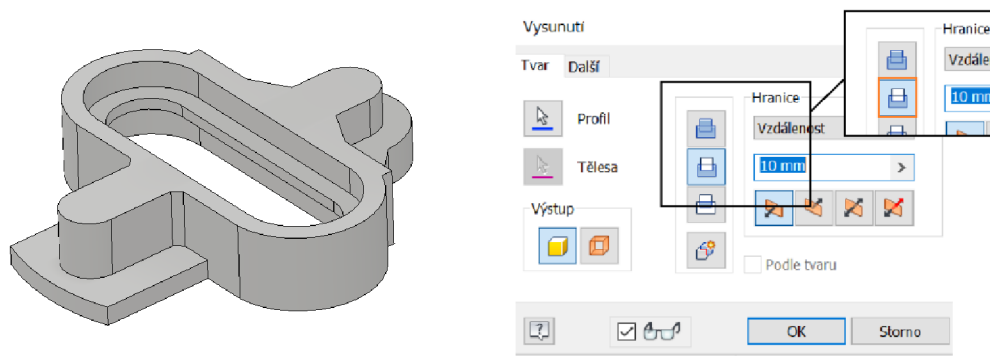 Vysunutí
Tvar Další
Profil
Tělesa
Výstup
Hranice
Vzdálenost
10 mm
>
Podle tvaru
?
OK
Storno
Hranice
Vzdále
10 mm